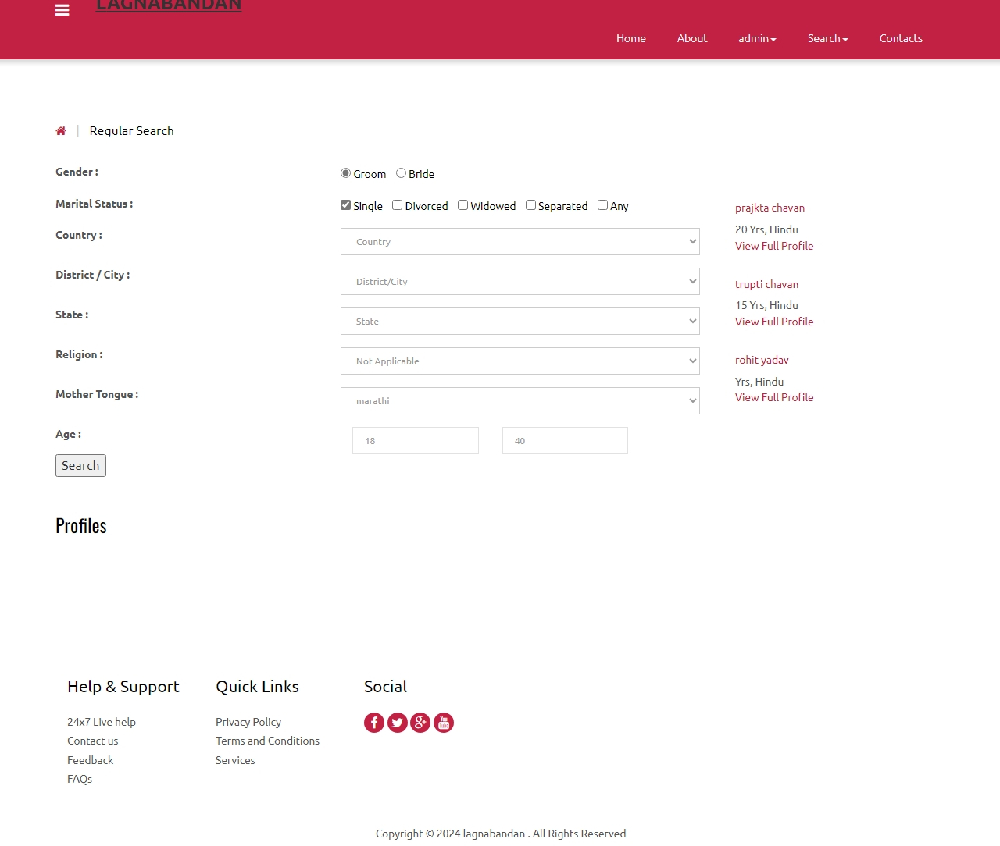 LAGNABANDAN
Home About admin Search Contacts
| Regular Search
Gender : Groom Bride
Marital Status : Single Divorced Widowed Separated Any
Country : Country
District / City : District/City
State : State
Religion : Not Applicable
Mother Tongue : marathi
Age : 18 40
Search
prajkta chavan
20 Yrs, Hindu
View Full Profile
trupti chavan
15 Yrs, Hindu
View Full Profile
rohit yadav
Yrs, Hindu
View Full Profile
Profiles
Help & Support
24x7 Live help
Contact us
Feedback
FAQs
Quick Links
Privacy Policy
Terms and Conditions
Services
Social
You Tube
Copyright © 2024 lagnabandan . All Rights Reserved